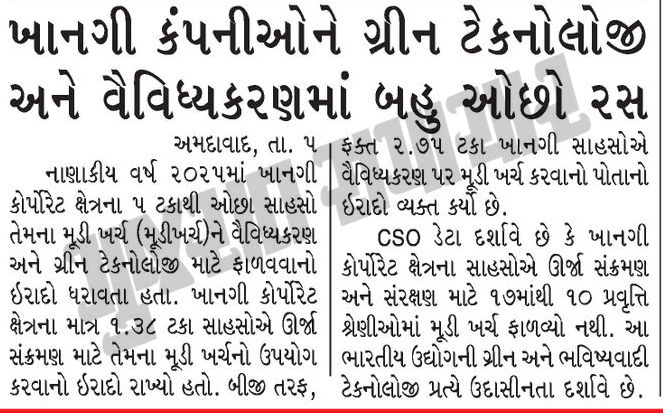 ખાનગી કંપનીઓને ગ્રીન ટેકનોલોજી
અને વૈવિધ્યકરણમાં બહુ ઓછો રસ
અમદાવાદ, તા. ૫
નાણાકીય વર્ષ ૨૦૨૫માં ખાનગી
કોર્પોરેટ ક્ષેત્રના ૫ ટકાથી ઓછા સાહસો
તેમના મૂડી ખર્ચ (મૂડીખર્ચ)ને વૈવિધ્યકરણ
અને ગ્રીન ટેકનોલોજી માટે ફાળવવાનો
ઇરાદો ધરાવતા હતા. ખાનગી કોર્પોરેટ
ક્ષેત્રના માત્ર ૧.૩૮ ટકા સાહસોએ ઊર્જા
સંક્રમણ માટે તેમના મૂડી ખર્ચનો ઉપયોગ
કરવાનો ઇરાદો રાખ્યો હતો. બીજી તરફ,
ફક્ત ૨.૭૫ ટકા ખાનગી સાહસોએ
વૈવિધ્યકરણ પર મૂડી ખર્ચ કરવાનો પોતાનો
ઇરાદો વ્યક્ત કર્યો છે.
CSO ડેટા દર્શાવે છે કે ખાનગી
કોર્પોરેટ ક્ષેત્રના સાહસોએ ઊર્જા સંક્રમણ
અને સંરક્ષણ માટે ૧૭માંથી ૧૦ પ્રવૃત્તિ
શ્રેણીઓમાં મૂડી ખર્ચ ફાળવ્યો નથી. આ
ભારતીય ઉદ્યોગની ગ્રીન અને ભવિષ્યવાદી
ટેકનોલોજી પ્રત્યે ઉદાસીનતા દર્શાવે છે.